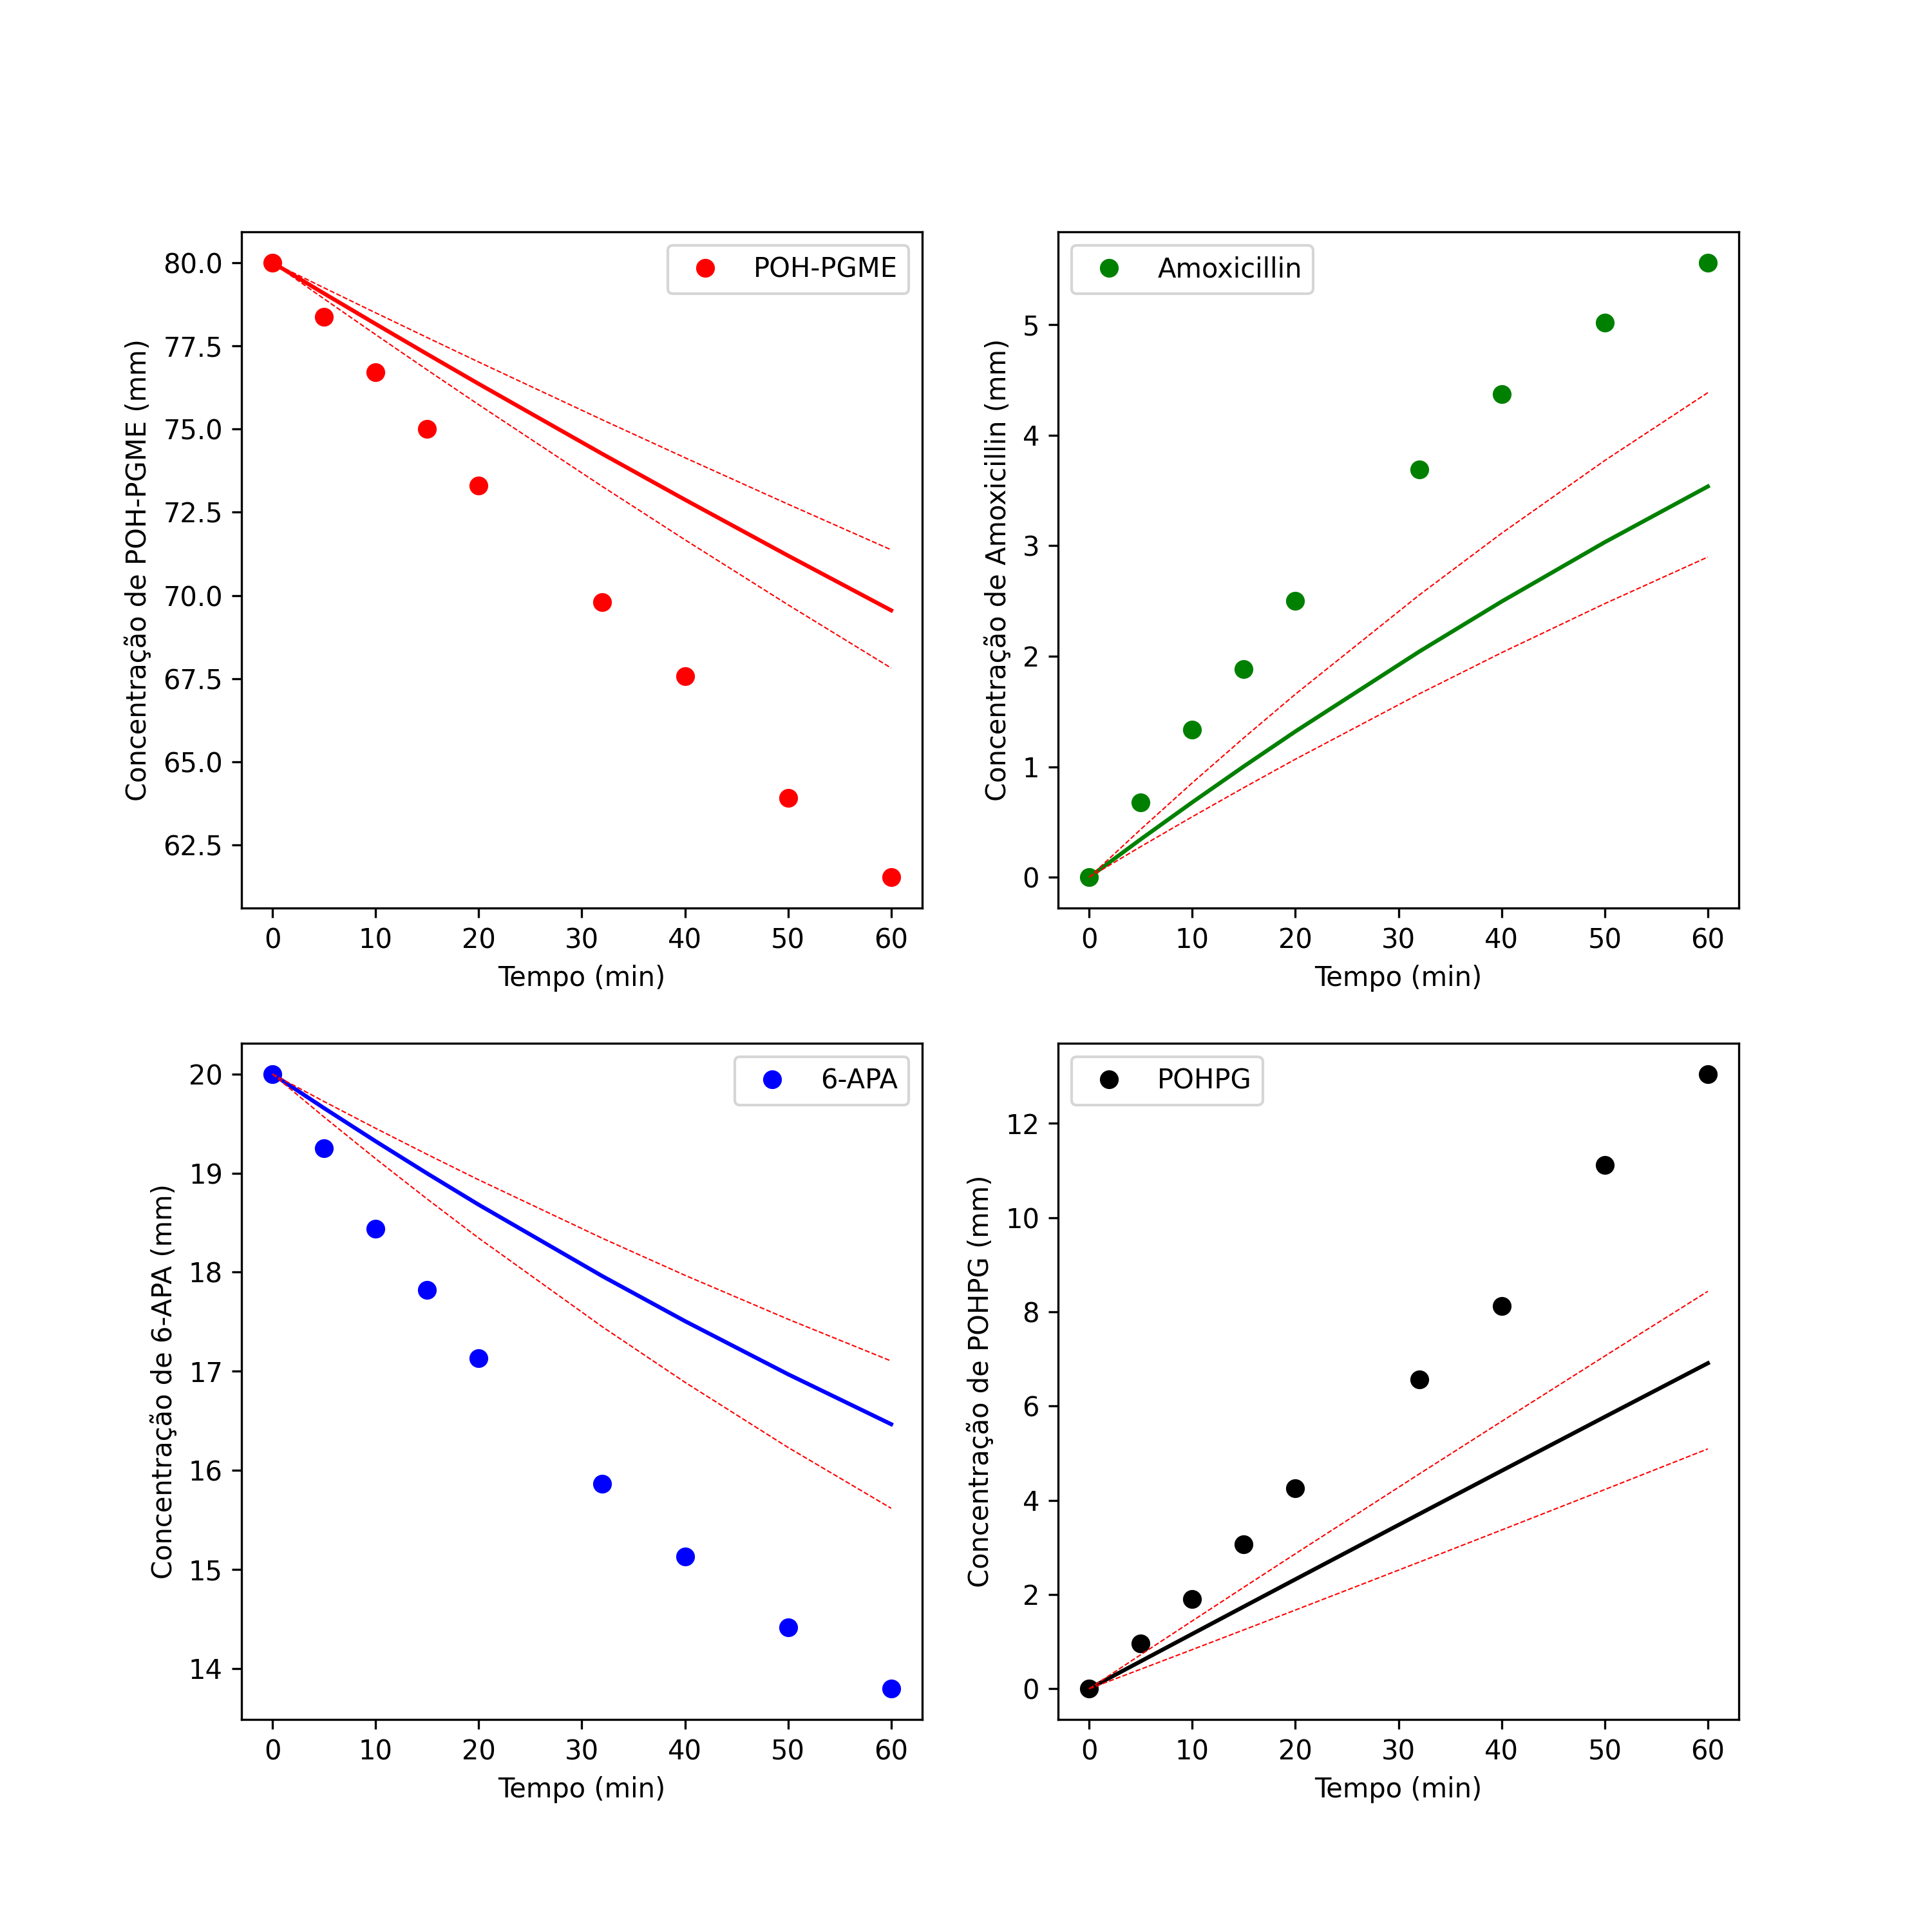 POH-PGME
Concentração de POH-PGME (mm)
80.0
77.5
75.0
72.5
70.0
67.5
65.0
62.5
0 10 20 30 40 50 60
Tempo (min)
Amoxicillin
Concentração de Amoxicillin (mm)
5
4
3
2
1
0
0 10 20 30 40 50 60
Tempo (min)
6-APA
Concentração de 6-APA (mm)
20
19
18
17
16
15
14
0 10 20 30 40 50 60
Tempo (min)
POHPG
Concentração de POHPG (mm)
12
10
8
6
4
2
0
0 10 20 30 40 50 60
Tempo (min)